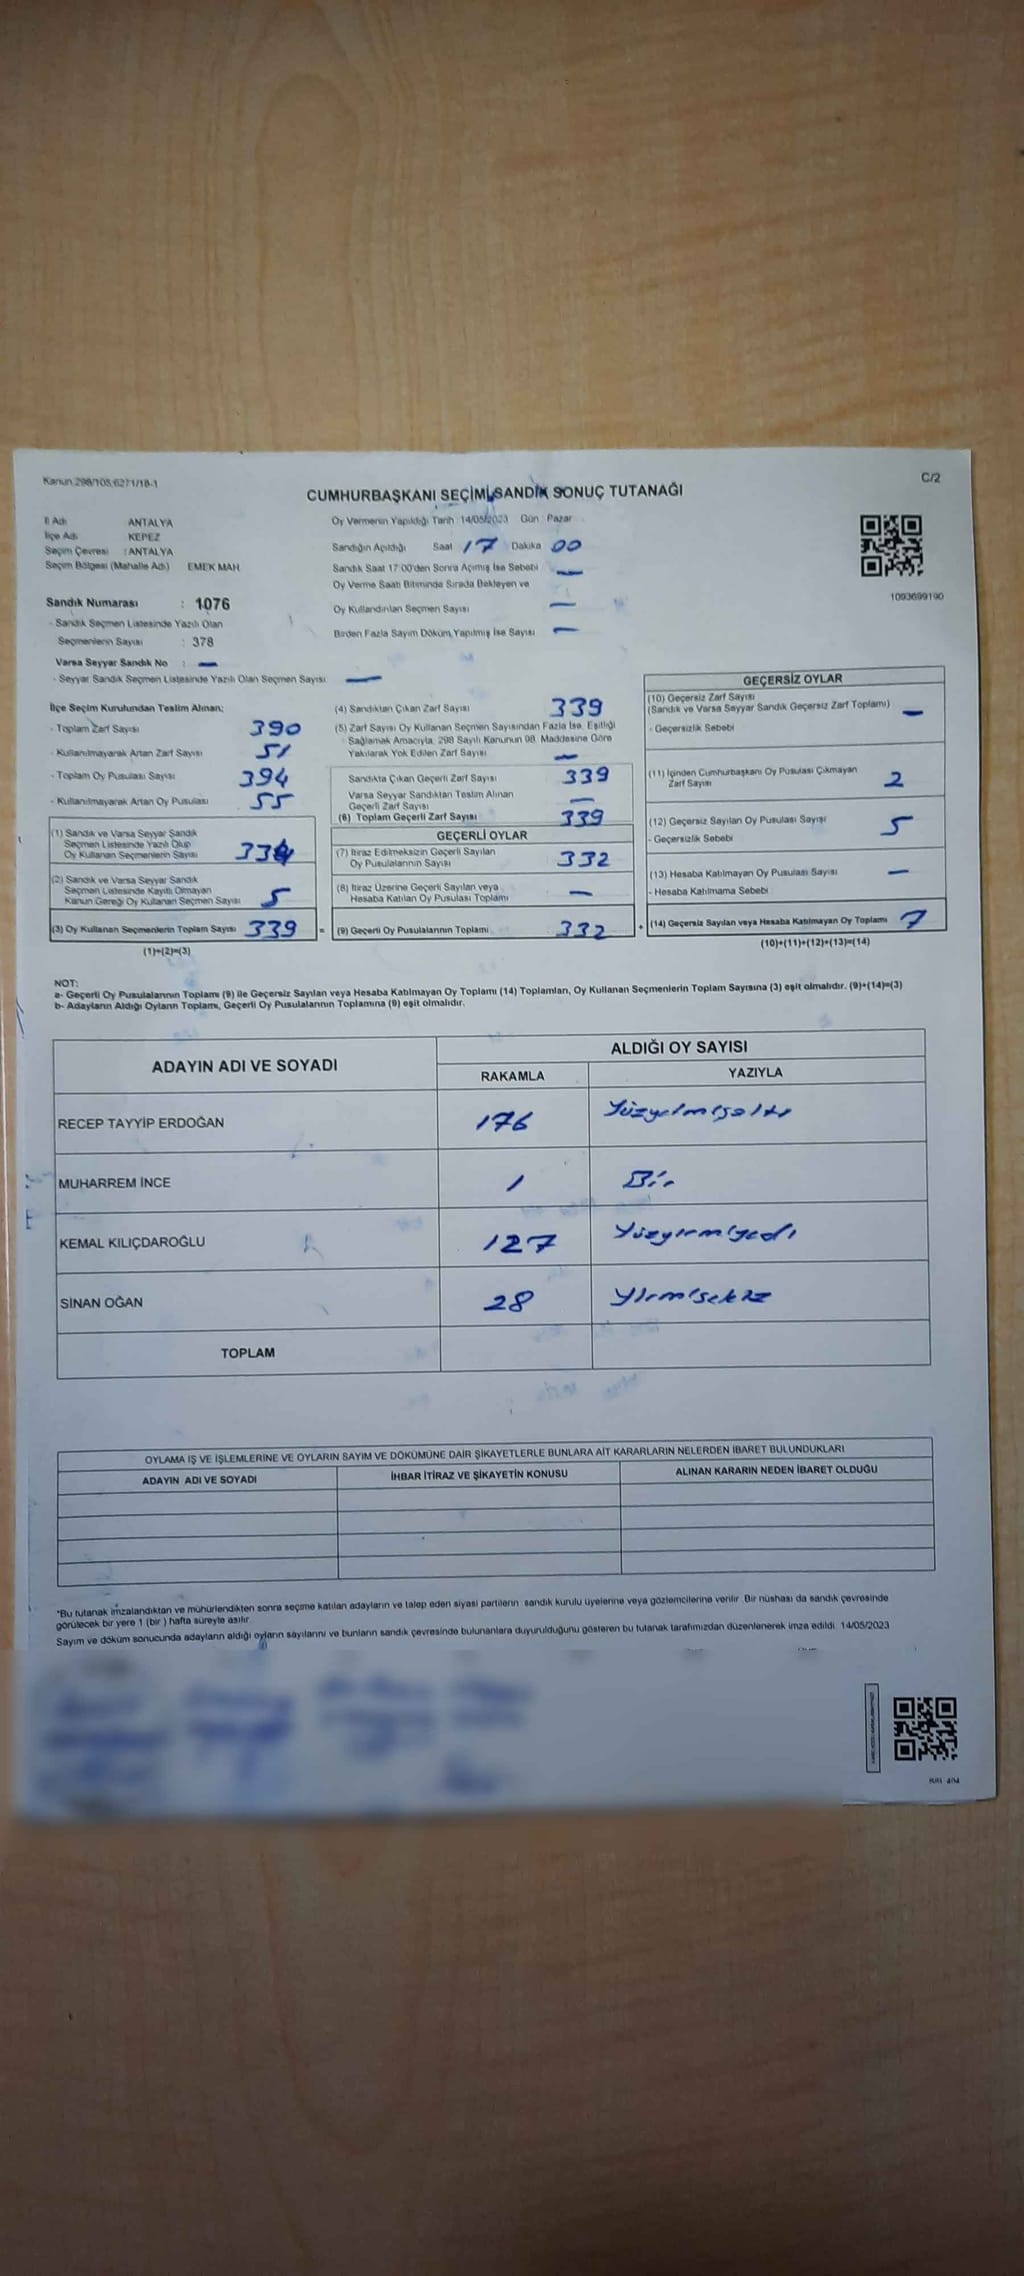 Kanun 298/105,6271/18-1
C/2
CUMHURBAŞKANI SEÇİMİ SANDIK SONUÇ TUTANAĞI
İl Adı ANTALYA
İlçe Adı KEPEZ
Seçim Çevresi : ANTALYA
Seçim Bölgesi (Mahalle Adı) EMEK MAH.
Oy Vermenin Yapıldığı Tarih 14/05/2023 Gün Pazar
Sandığın Açıldığı Saat 17 Dakika 00
Sandık Saat 17:00'den Sonra Açımış İse Sebebi —
Oy Verme Saati Bitiminde Sırada Bekleyen ve
Oy Kullandırılan Seçmen Sayısı —
Birden Fazla Sayım Döküm Yapılmış İse Sayısı —
1093699190
Sandık Numarası : 1076
- Sandık Seçmen Listesinde Yazılı Olan
Seçmenlerin Sayısı : 378
Varsa Seyyar Sandık No : —
- Seyyar Sandık Seçmen Listesinde Yazılı Olan Seçmen Sayısı —
İlçe Seçim Kurulundan Teslim Alınan;
- Toplam Zarf Sayısı 390
- Kullanılmayarak Artan Zarf Sayısı 51
- Toplam Oy Pusulası Sayısı 394
- Kullanılmayarak Artan Oy Pusulası 55
(1) Sandık ve Varsa Seyyar Sandık
Seçmen Listesinde Yazılı Olup
Oy Kullanan Seçmenlerin Sayısı 334
(2) Sandık ve Varsa Seyyar Sandık
Seçmen Listesinde Kayıtlı Olmayan
Kanun Gereği Oy Kullanan Seçmen Sayısı 5
(3) Oy Kullanan Seçmenlerin Toplam Sayısı 339
(1)+(2)=(3)
(4) Sandıktan Çıkan Zarf Sayısı 339
(5) Zarf Sayısı Oy Kullanan Seçmen Sayısından Fazla İse, Eşitliği
Sağlamak Amacıyla, 298 Sayılı Kanunun 98. Maddesine Göre
Yakılarak Yok Edilen Zarf Sayısı —
Sandıkta Çıkan Geçerli Zarf Sayısı 339
Varsa Seyyar Sandıktan Teslim Alınan
Geçerli Zarf Sayısı —
(6) Toplam Geçerli Zarf Sayısı 339
GEÇERLİ OYLAR
(7) İtiraz Edilmeksizin Geçerli Sayılan
Oy Pusulalarının Sayısı 332
(8) İtiraz Üzerine Geçerli Sayılan veya
Hesaba Katılan Oy Pusulası Toplamı —
= (9) Geçerli Oy Pusulalarının Toplamı 332
GEÇERSİZ OYLAR
(10) Geçersiz Zarf Sayısı
(Sandık ve Varsa Seyyar Sandık Geçersiz Zarf Toplamı) —
- Geçersizlik Sebebi
(11) İçinden Cumhurbaşkanı Oy Pusulası Çıkmayan
Zarf Sayısı 2
(12) Geçersiz Sayılan Oy Pusulası Sayısı 5
- Geçersizlik Sebebi
(13) Hesaba Katılmayan Oy Pusulası Sayısı —
- Hesaba Katılmama Sebebi
+ (14) Geçersiz Sayılan veya Hesaba Katılmayan Oy Toplamı 7
(10)+(11)+(12)+(13)=(14)
NOT:
a- Geçerli Oy Pusulalarının Toplamı (9) ile Geçersiz Sayılan veya Hesaba Katılmayan Oy Toplamı (14) Toplamları, Oy Kullanan Seçmenlerin Toplam Sayısına (3) eşit olmalıdır. (9)+(14)=(3)
b- Adayların Aldığı Oyların Toplamı, Geçerli Oy Pusulalarının Toplamına (9) eşit olmalıdır.
ADAYIN ADI VE SOYADI ALDIĞI OY SAYISI
RAKAMLA YAZIYLA
RECEP TAYYİP ERDOĞAN 176 Yüzyetmişaltı
MUHARREM İNCE 1 Bir
KEMAL KILIÇDAROĞLU 127 Yüzyirmiyedi
SİNAN OĞAN 28 Yirmisekiz
TOPLAM
OYLAMA İŞ VE İŞLEMLERİNE VE OYLARIN SAYIM VE DÖKÜMÜNE DAİR ŞİKAYETLERLE BUNLARA AİT KARARLARIN NELERDEN İBARET BULUNDUKLARI
ADAYIN ADI VE SOYADI İHBAR İTİRAZ VE ŞİKAYETİN KONUSU ALINAN KARARIN NEDEN İBARET OLDUĞU
*Bu tutanak imzalandıktan ve mühürlendikten sonra seçime katılan adayların ve talep eden siyasi partilerin sandık kurulu üyelerine veya gözlemcilerine verilir. Bir nüshası da sandık çevresinde
görülecek bir yere 1 (bir ) hafta süreyle asılır.
Sayım ve döküm sonucunda adayların aldığı oyların sayılarını ve bunların sandık çevresinde bulunanlara duyurulduğunu gösteren bu tutanak tarafımızdan düzenlenerek imza edildi. 14/05/2023